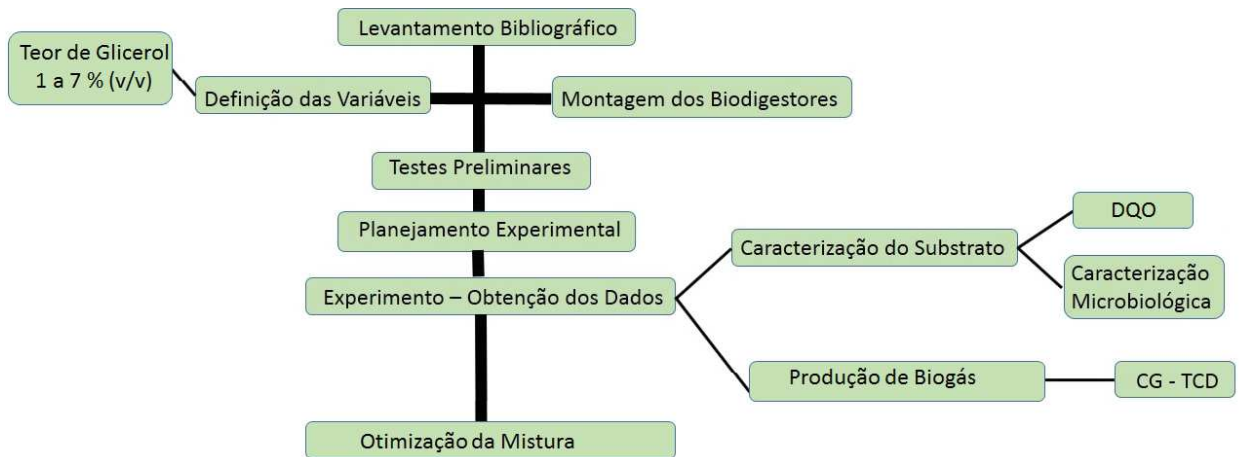 Levantamento Bibliográfico
Teor de Glicerol
1 a 7 % (v/v)
Definição das Variáveis
Montagem dos Biodigestores
Testes Preliminares
Planejamento Experimental
Experimento – Obtenção dos Dados
Caracterização do Substrato
DQO
Caracterização
Microbiológica
Produção de Biogás
CG - TCD
Otimização da Mistura